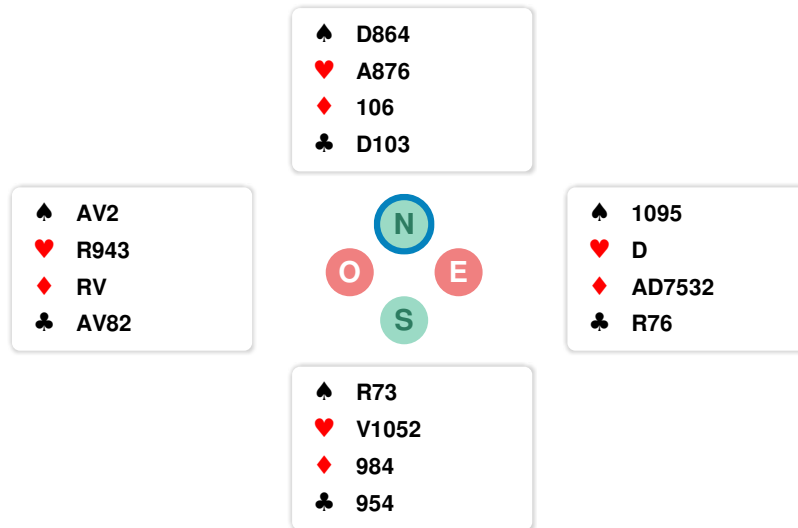 ♠ D864
♥ A876
♦ 106
♣ D103
♠ AV2
♥ R943
♦ RV
♣ AV82
N
O E
S
♠ 1095
♥ D
♦ AD7532
♣ R76
♠ R73
♥ V1052
♦ 984
♣ 954